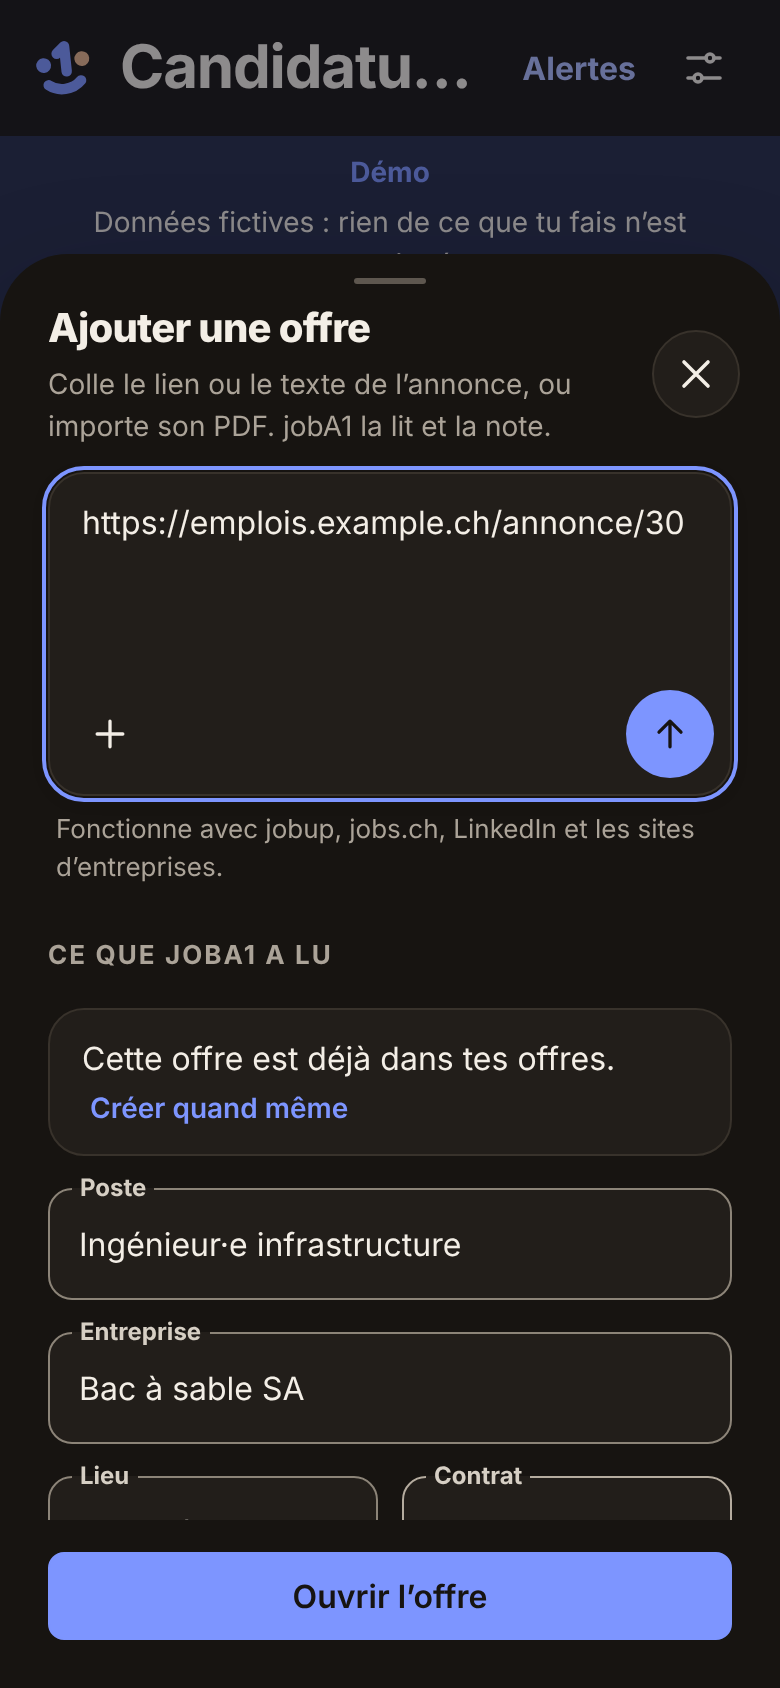 Candidatu...
Alertes
Démo
Données fictives : rien de ce que tu fais n’est
Ajouter une offre
Colle le lien ou le texte de l’annonce, ou
importe son PDF. jobA1 la lit et la note.
https://emplois.example.ch/annonce/30
Fonctionne avec jobup, jobs.ch, LinkedIn et les sites
d’entreprises.
CE QUE JOBA1 A LU
Cette offre est déjà dans tes offres.
Créer quand même
Poste
Ingénieur·e infrastructure
Entreprise
Bac à sable SA
Lieu
Contrat
Ouvrir l’offre